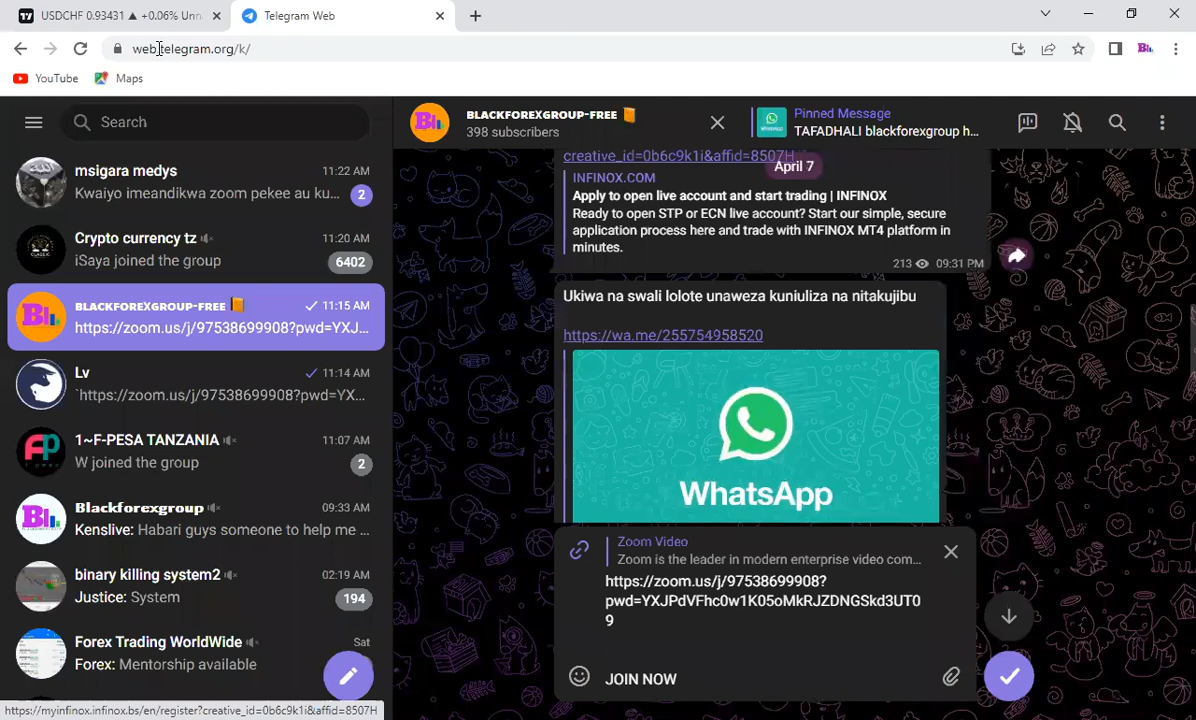 USDCHF 0.93431 ▲ +0.06% Unn
Telegram Web
web.telegram.org/k/
YouTube
Maps
Search
BLACKFOREXGROUP-FREE
398 subscribers
Pinned Message
TAFADHALI blackforexgroup h...
msigara medys
11:22 AM
Kwaiyo imeandikwa zoom pekee au ku...
2
Crypto currency tz
11:20 AM
iSaya joined the group
6402
BLACKFOREXGROUP-FREE
11:15 AM
https://zoom.us/j/97538699908?pwd=YXJ...
Lv
11:14 AM
`https://zoom.us/j/97538699908?pwd=YX...
1~F-PESA TANZANIA
11:07 AM
W joined the group
2
Blackforexgroup
09:33 AM
Kenslive: Habari guys someone to help me ...
binary killing system2
02:19 AM
Justice: System
194
Forex Trading WorldWide
Sat
Forex: Mentorship available
https://myinfinox.infinox.bs/en/register?creative_id=0b6c9k1i&affid=8507H
creative_id=0b6c9k1i&affid=8507H
April 7
INFINOX.COM
Apply to open live account and start trading | INFINOX
Ready to open STP or ECN live account? Start our simple, secure
application process here and trade with INFINOX MT4 platform in
minutes.
213
09:31 PM
Ukiwa na swali lolote unaweza kuniuliza na nitakujibu
https://wa.me/255754958520
WhatsApp
Zoom Video
Zoom is the leader in modern enterprise video com...
https://zoom.us/j/97538699908?
pwd=YXJPdVFhc0w1K05oMkRJZDNGSkd3UT0
9
JOIN NOW